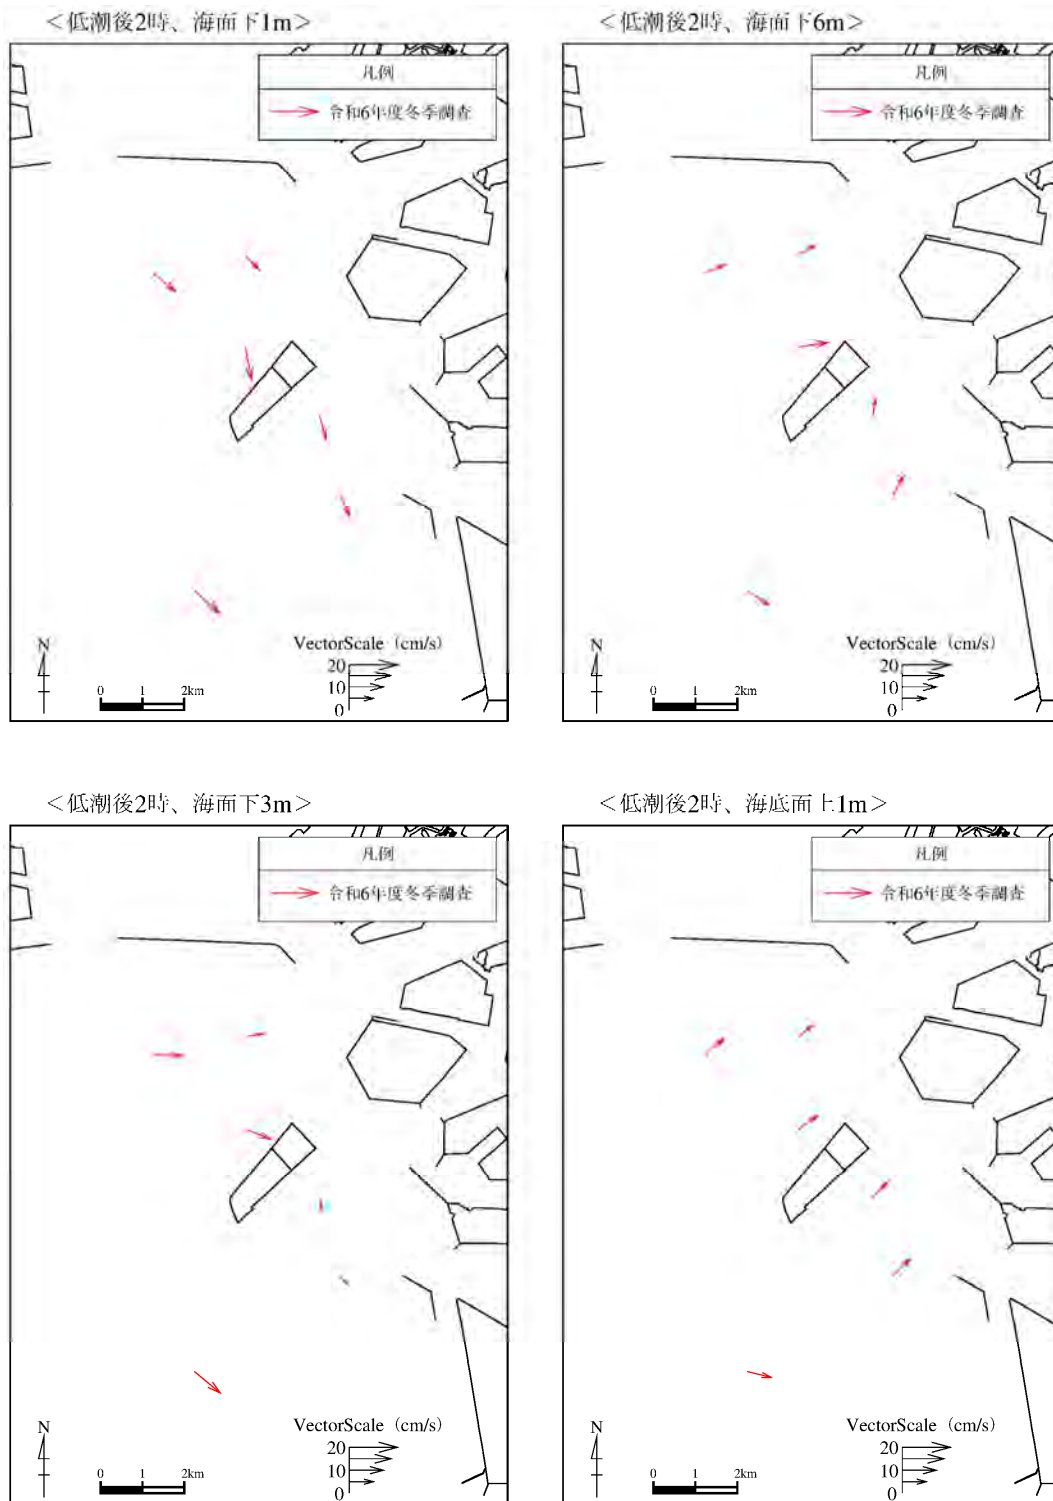 ＜低潮後2時、海面下1m＞
凡例
令和6年度冬季調査
N
0 1 2km
VectorScale（cm/s）
20
10
0
＜低潮後2時、海面下6m＞
凡例
令和6年度冬季調査
N
0 1 2km
VectorScale（cm/s）
20
10
0
＜低潮後2時、海面下3m＞
凡例
令和6年度冬季調査
N
0 1 2km
VectorScale（cm/s）
20
10
0
＜低潮後2時、海底面上1m＞
凡例
令和6年度冬季調査
N
0 1 2km
VectorScale（cm/s）
20
10
0